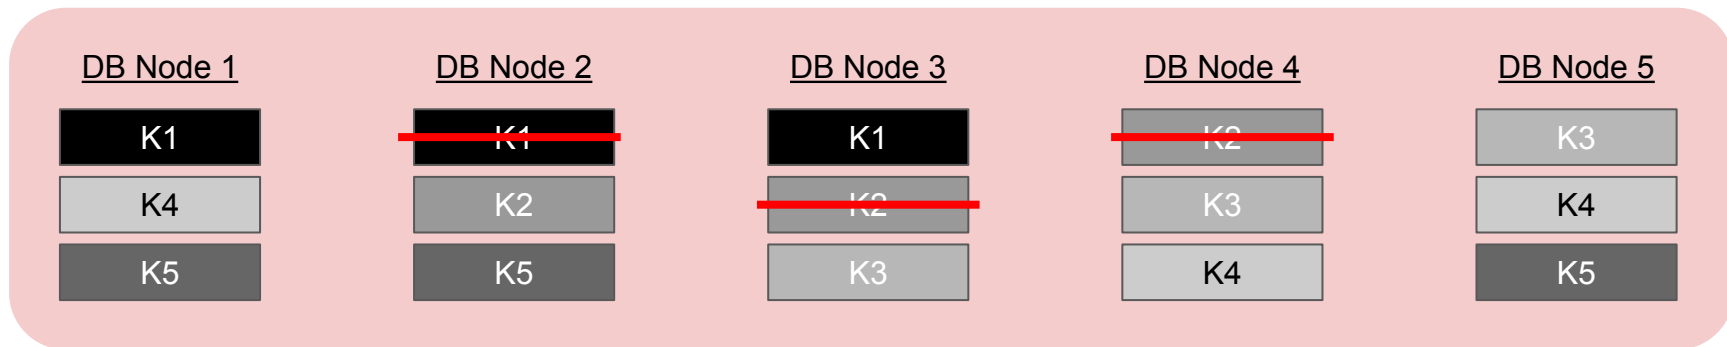 DB Node 1
K1
K4
K5
DB Node 2
K1
K2
K5
DB Node 3
K1
K2
K3
DB Node 4
K2
K3
K4
DB Node 5
K3
K4
K5